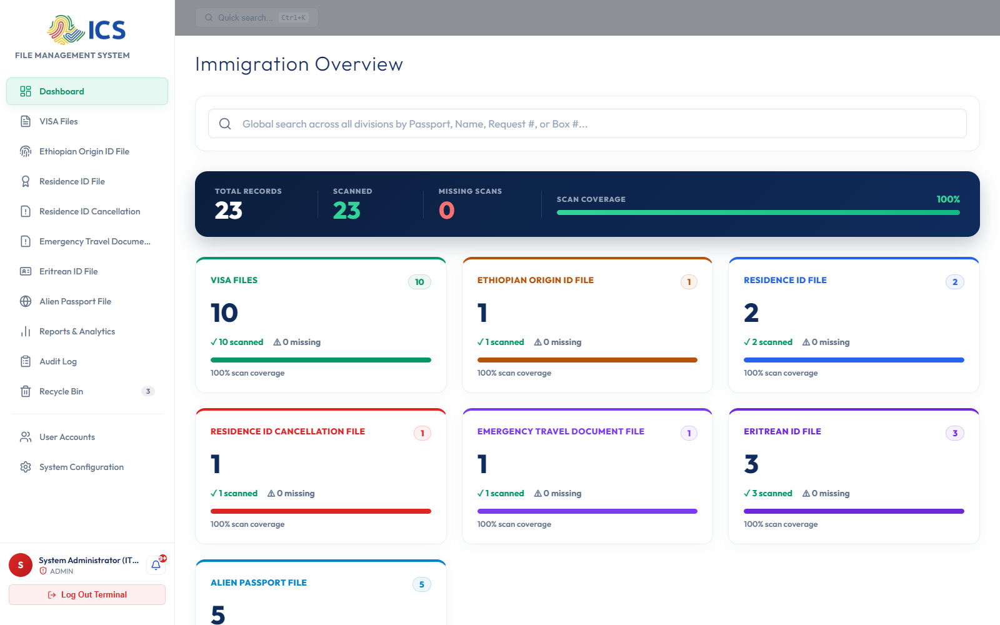 ICS
FILE MANAGEMENT SYSTEM
Dashboard
VISA Files
Ethiopian Origin ID File
Residence ID File
Residence ID Cancellation
Emergency Travel Docume...
Eritrean ID File
Alien Passport File
Reports & Analytics
Audit Log
Recycle Bin 3
User Accounts
System Configuration
S
System Administrator (IT...
ADMIN
9+
Log Out Terminal
Quick search... Ctrl+K
Immigration Overview
Global search across all divisions by Passport, Name, Request #, or Box #...
TOTAL RECORDS
23
SCANNED
23
MISSING SCANS
0
SCAN COVERAGE 100%
VISA FILES 10
10
✓ 10 scanned ⚠ 0 missing
100% scan coverage
ETHIOPIAN ORIGIN ID FILE 1
1
✓ 1 scanned ⚠ 0 missing
100% scan coverage
RESIDENCE ID FILE 2
2
✓ 2 scanned ⚠ 0 missing
100% scan coverage
RESIDENCE ID CANCELLATION FILE 1
1
✓ 1 scanned ⚠ 0 missing
100% scan coverage
EMERGENCY TRAVEL DOCUMENT FILE 1
1
✓ 1 scanned ⚠ 0 missing
100% scan coverage
ERITREAN ID FILE 3
3
✓ 3 scanned ⚠ 0 missing
100% scan coverage
ALIEN PASSPORT FILE 5
5